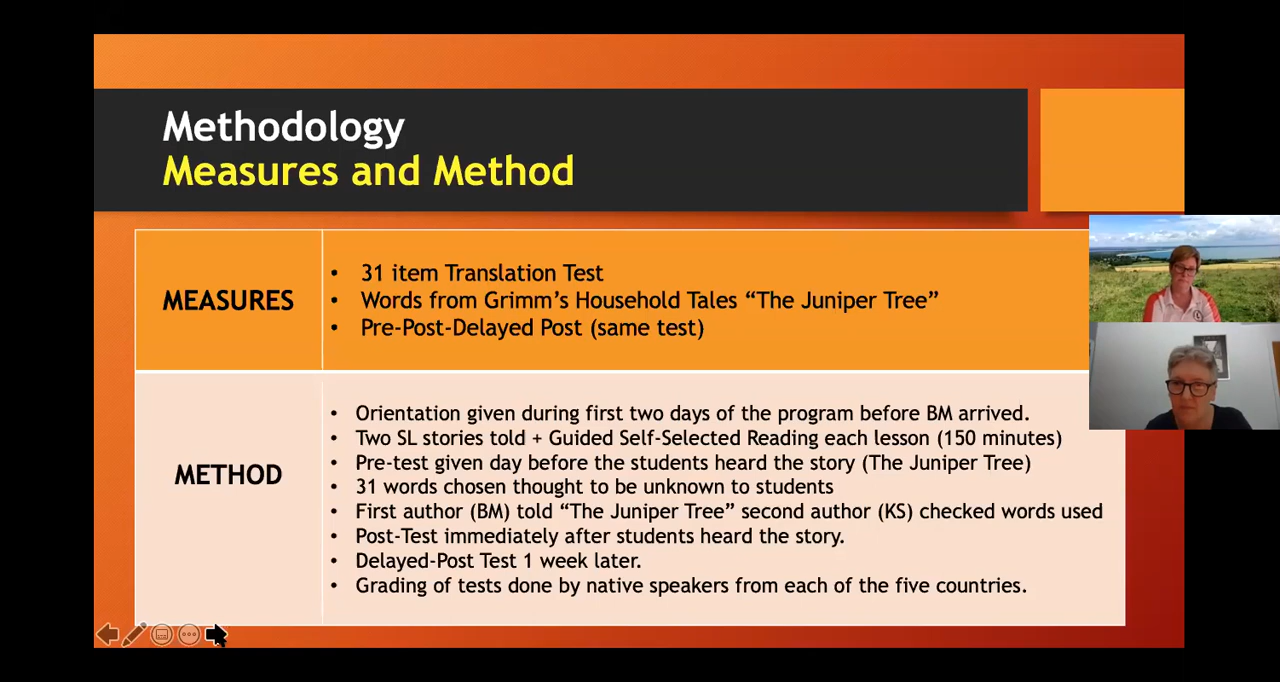 Methodology
Measures and Method
MEASURES
• 31 item Translation Test
• Words from Grimm’s Household Tales “The Juniper Tree”
• Pre-Post-Delayed Post (same test)
METHOD
• Orientation given during first two days of the program before BM arrived.
• Two SL stories told + Guided Self-Selected Reading each lesson (150 minutes)
• Pre-test given day before the students heard the story (The Juniper Tree)
• 31 words chosen thought to be unknown to students
• First author (BM) told “The Juniper Tree” second author (KS) checked words used
• Post-Test immediately after students heard the story.
• Delayed-Post Test 1 week later.
• Grading of tests done by native speakers from each of the five countries.